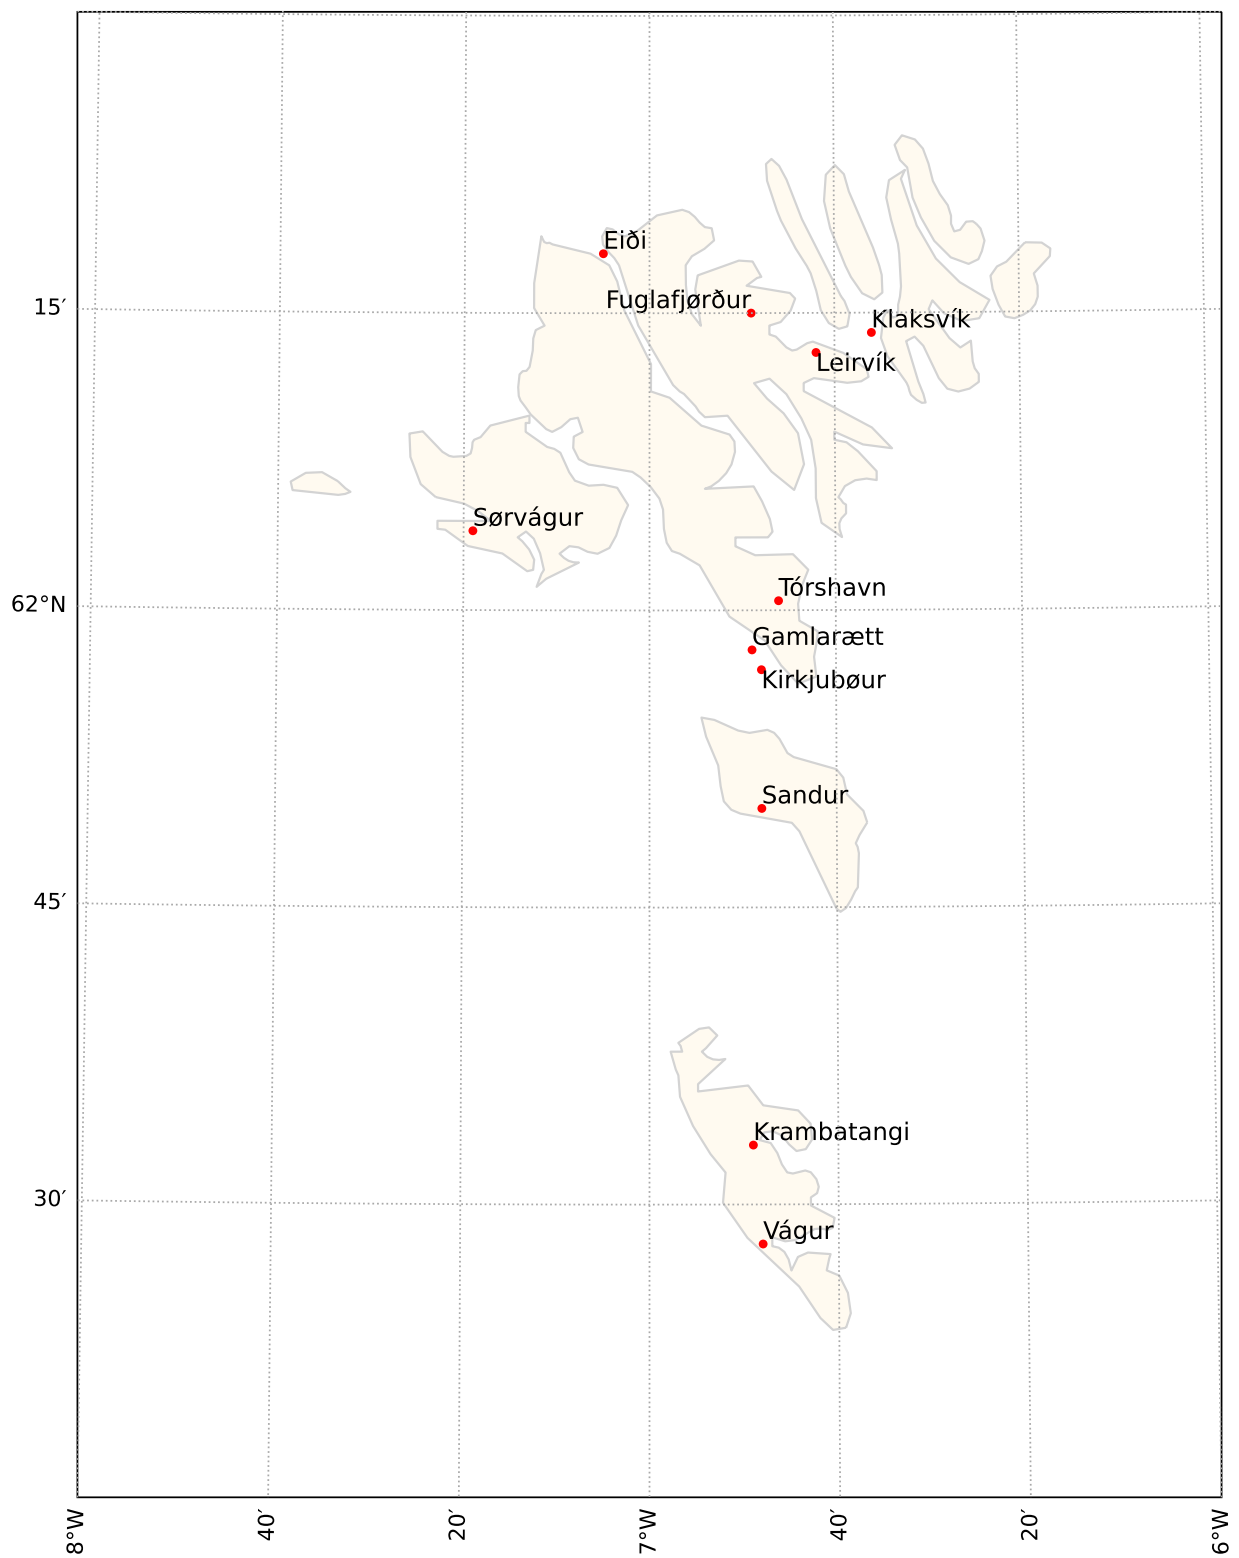 Eiði
Fuglafjørður
15′
Klaksvík
Leirvík
Sørvágur
Tórshavn
62°N
Gamlarætt
Kirkjubøur
Sandur
45′
Krambatangi
30′
Vágur
8°W
40′
20′
7°W
40′
20′
6°W